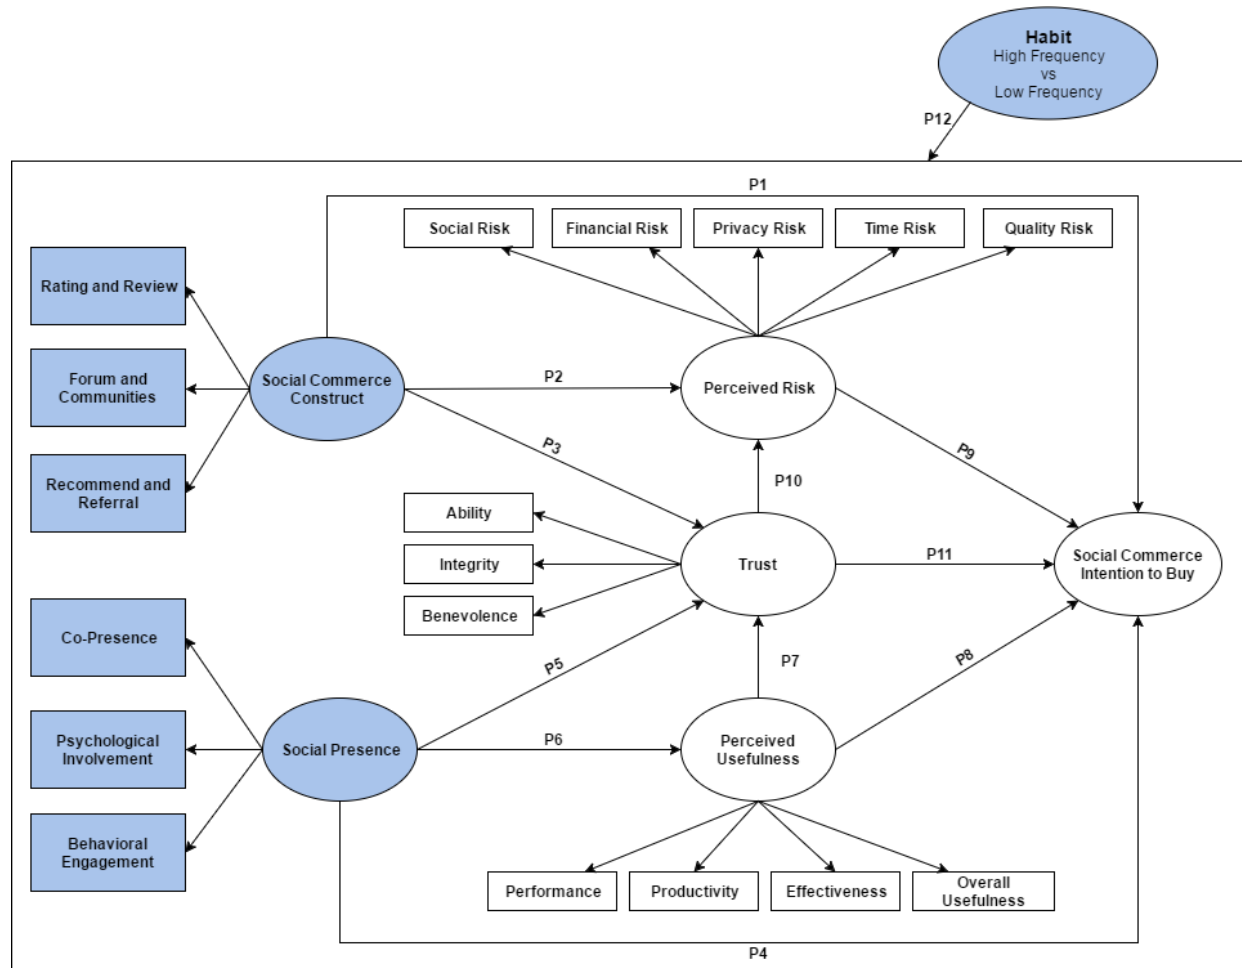 Habit
High Frequency
vs
Low Frequency
P12
P1
Social Risk
Financial Risk
Privacy Risk
Time Risk
Quality Risk
Rating and Review
Forum and
Communities
Recommend and
Referral
Social Commerce
Construct
P2
Perceived Risk
P3
P9
P10
Ability
Integrity
Benevolence
Trust
P11
Social Commerce
Intention to Buy
Co-Presence
Psychological
Involvement
Behavioral
Engagement
Social Presence
P5
P7
P8
P6
Perceived
Usefulness
Performance
Productivity
Effectiveness
Overall
Usefulness
P4